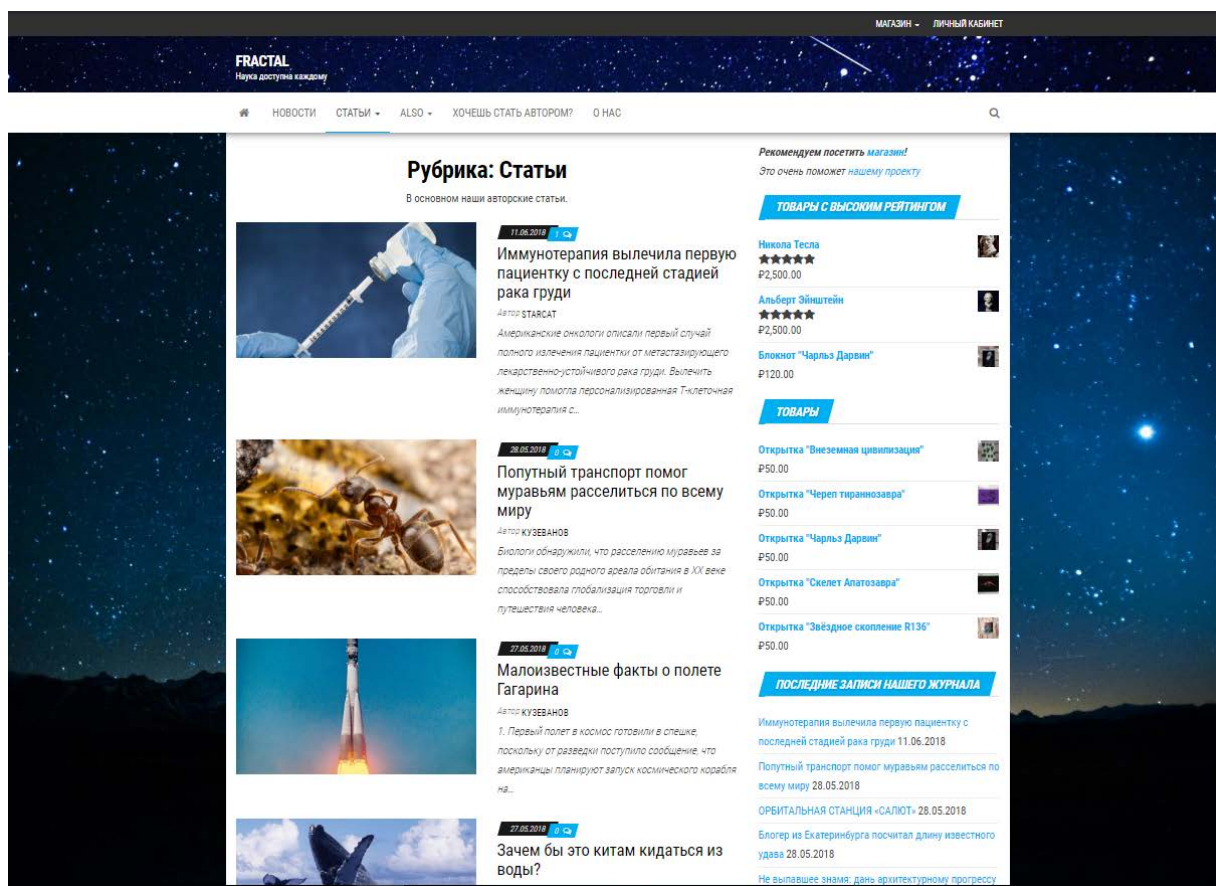 МАГАЗИН
ЛИЧНЫЙ КАБИНЕТ
FRACTAL
Наука доступна каждому
НОВОСТИ
СТАТЬИ
ALSO
ХОЧЕШЬ СТАТЬ АВТОРОМ?
О НАС
Рубрика: Статьи
В основном наши авторские статьи.
11.06.2018 1
Иммунотерапия вылечила первую
пациентку с последней стадией
рака груди
Автор STARCAT
Американские онкологи описали первый случай
полного излечения пациентки от метастазирующего
лекарственно-устойчивого рака груди. Вылечить
женщину помогла персонализированная Т-клеточная
иммунотерапия с...
28.05.2018 0
Попутный транспорт помог
муравьям расселиться по всему
миру
Автор КУЗЕВАНОВ
Биологи обнаружили, что расселению муравьев за
пределы своего родного ареала обитания в XX веке
способствовала глобализация торговли и
путешествия человека...
27.05.2018 0
Малоизвестные факты о полете
Гагарина
Автор КУЗЕВАНОВ
1. Первый полет в космос готовили в спешке,
поскольку от разведки поступило сообщение, что
американцы планируют запуск космического корабля
на...
27.05.2018 0
Зачем бы это китам кидаться из
воды?
Рекомендуем посетить магазин!
Это очень поможет нашему проекту
ТОВАРЫ С ВЫСОКИМ РЕЙТИНГОМ
Никола Тесла
₽2,500.00
Альберт Эйнштейн
₽2,500.00
Блокнот "Чарльз Дарвин"
₽120.00
ТОВАРЫ
Открытка "Внеземная цивилизация"
₽50.00
Открытка "Череп тираннозавра"
₽50.00
Открытка "Чарльз Дарвин"
₽50.00
Открытка "Скелет Апатозавра"
₽50.00
Открытка "Звёздное скопление R136"
₽50.00
ПОСЛЕДНИЕ ЗАПИСИ НАШЕГО ЖУРНАЛА
Иммунотерапия вылечила первую пациентку с
последней стадией рака груди 11.06.2018
Попутный транспорт помог муравьям расселиться по
всему миру 28.05.2018
ОРБИТАЛЬНАЯ СТАНЦИЯ «САЛЮТ» 28.05.2018
Блогер из Екатеринбурга посчитал длину известного
удава 28.05.2018
Не выпавшее знамя: дань архитектурному прогрессу